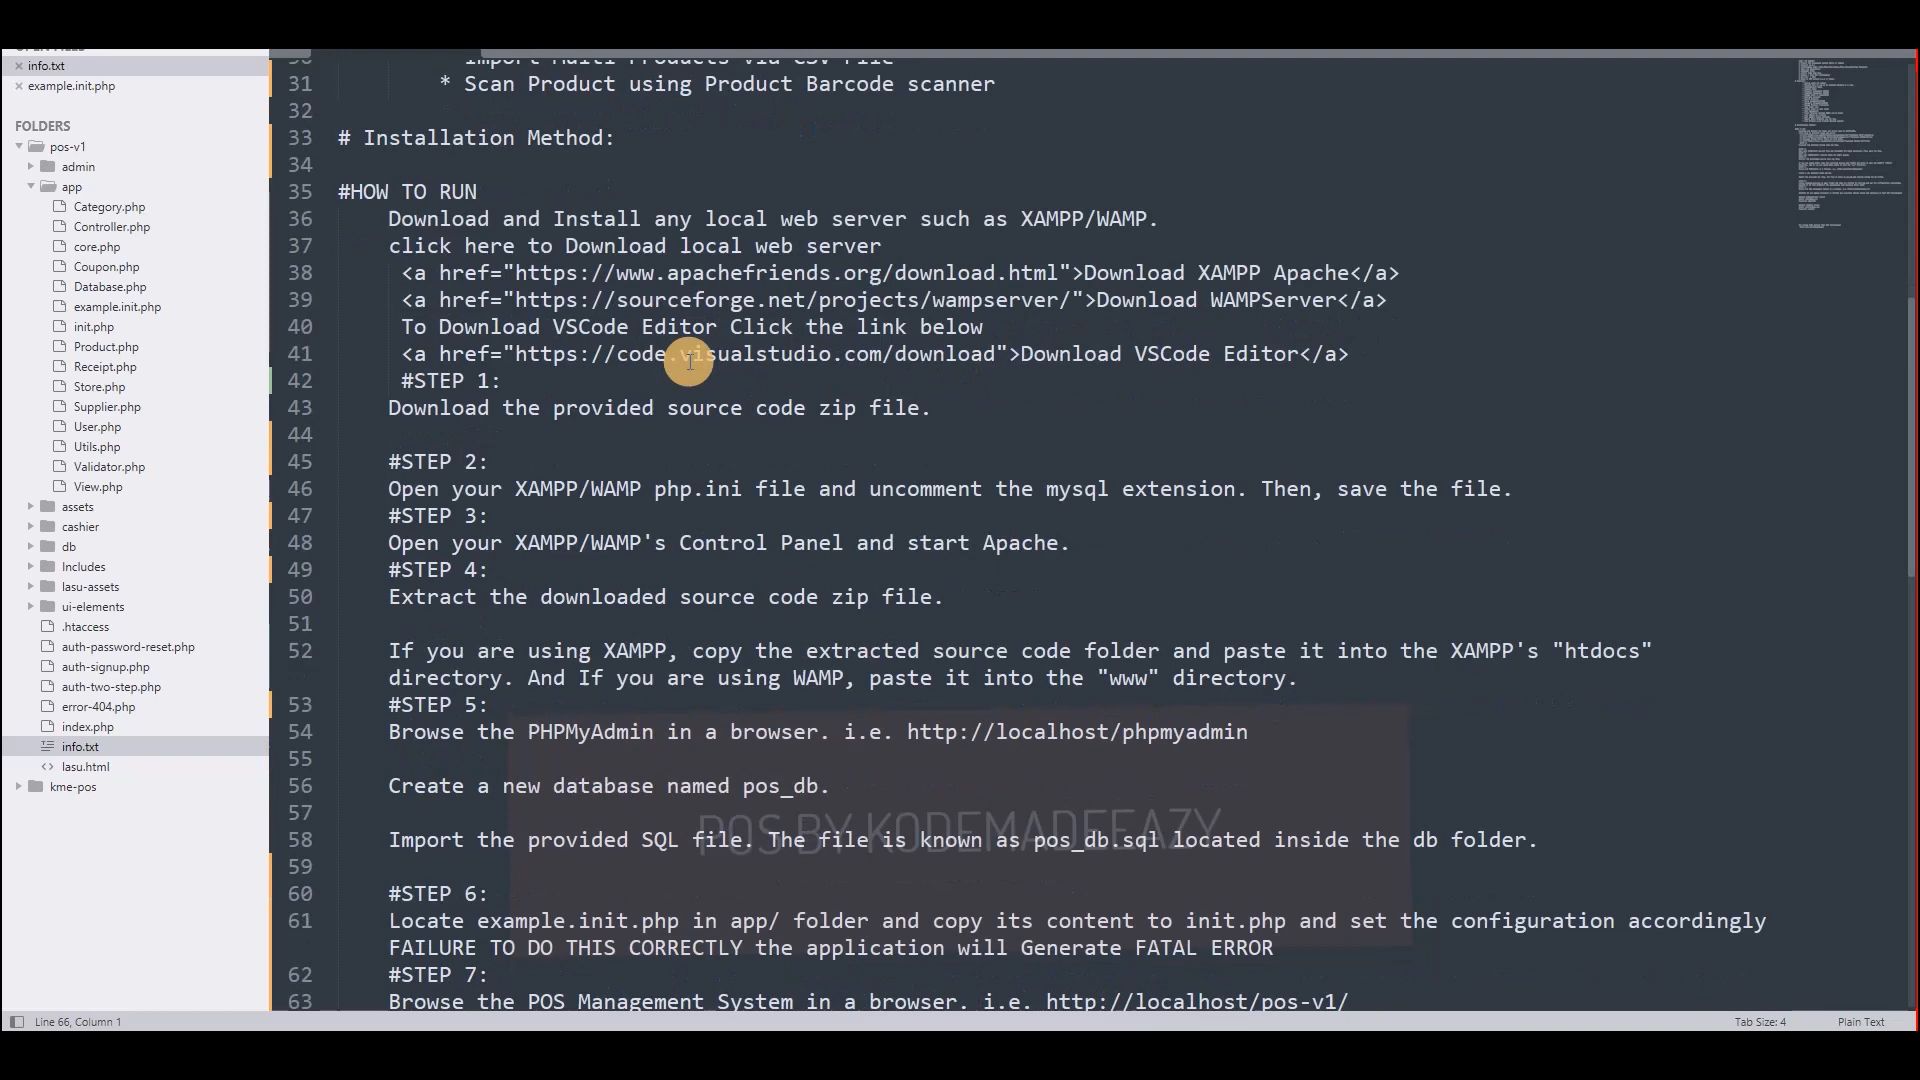 OPEN FILES
info.txt
example.init.php
FOLDERS
pos-v1
admin
app
Category.php
Controller.php
core.php
Coupon.php
Database.php
example.init.php
init.php
Product.php
Receipt.php
Store.php
Supplier.php
User.php
Utils.php
Validator.php
View.php
assets
cashier
db
Includes
lasu-assets
ui-elements
.htaccess
auth-password-reset.php
auth-signup.php
auth-two-step.php
error-404.php
index.php
info.txt
lasu.html
kme-pos
30 * Import Multi Products via CSV File
31 * Scan Product using Product Barcode scanner
32
33 # Installation Method:
34
35 #HOW TO RUN
36 Download and Install any local web server such as XAMPP/WAMP.
37 click here to Download local web server
38 <a href="https://www.apachefriends.org/download.html">Download XAMPP Apache</a>
39 <a href="https://sourceforge.net/projects/wampserver/">Download WAMPServer</a>
40 To Download VSCode Editor Click the link below
41 <a href="https://code.visualstudio.com/download">Download VSCode Editor</a>
42 #STEP 1:
43 Download the provided source code zip file.
44
45 #STEP 2:
46 Open your XAMPP/WAMP php.ini file and uncomment the mysql extension. Then, save the file.
47 #STEP 3:
48 Open your XAMPP/WAMP's Control Panel and start Apache.
49 #STEP 4:
50 Extract the downloaded source code zip file.
51
52 If you are using XAMPP, copy the extracted source code folder and paste it into the XAMPP's "htdocs"
directory. And If you are using WAMP, paste it into the "www" directory.
53 #STEP 5:
54 Browse the PHPMyAdmin in a browser. i.e. http://localhost/phpmyadmin
55
56 Create a new database named pos_db.
57
POS BY KODEMADEEAZY
58 Import the provided SQL file. The file is known as pos_db.sql located inside the db folder.
59
60 #STEP 6:
61 Locate example.init.php in app/ folder and copy its content to init.php and set the configuration accordingly
FAILURE TO DO THIS CORRECTLY the application will Generate FATAL ERROR
62 #STEP 7:
63 Browse the POS Management System in a browser. i.e. http://localhost/pos-v1/
Line 66, Column 1
Tab Size: 4
Plain Text